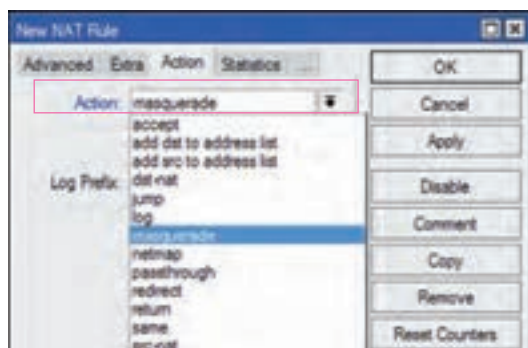 New NAT Rule
Advanced Extra Action Statistics ...
Action: masquerade
accept
add dst to address list
add src to address list
Log Prefix: dst-nat
jump
log
masquerade
netmap
passthrough
redirect
return
same
src-nat
OK
Cancel
Apply
Disable
Comment
Copy
Remove
Reset Counters